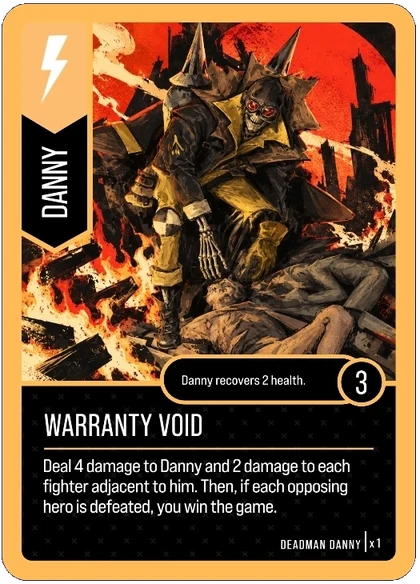 DANNY
Danny recovers 2 health.
3
WARRANTY VOID
Deal 4 damage to Danny and 2 damage to each
fighter adjacent to him. Then, if each opposing
hero is defeated, you win the game.
DEADMAN DANNY x1